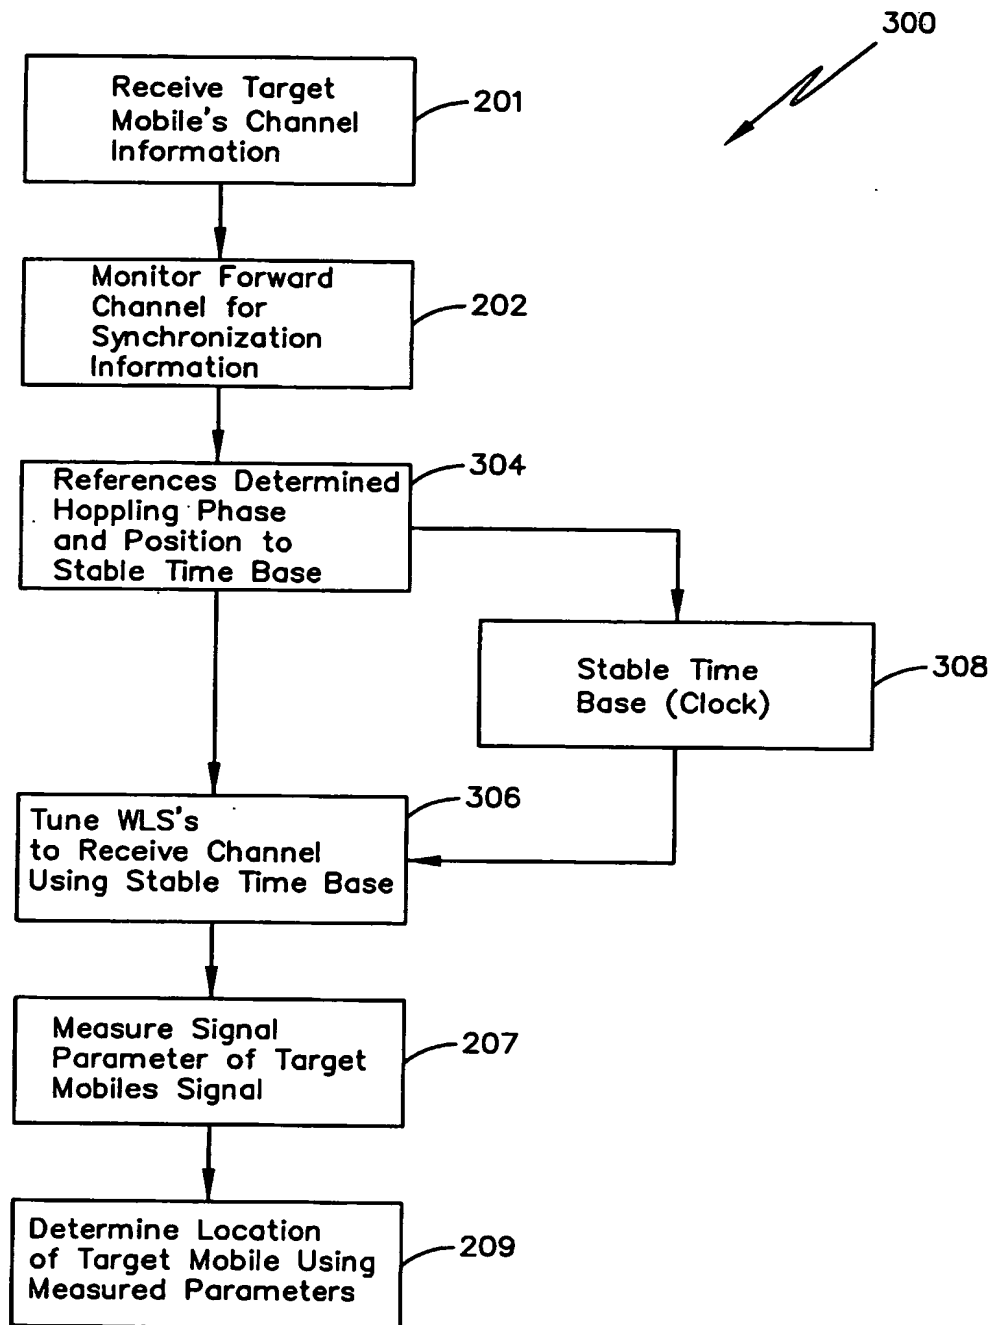 300
Receive Target
Mobile's Channel
Information
201
Monitor Forward
Channel for
Synchronization
Information
202
References Determined
Hoppling Phase
and Position to
Stable Time Base
304
Stable Time
Base (Clock)
308
Tune WLS's
to Receive Channel
Using Stable Time Base
306
Measure Signal
Parameter of Target
Mobiles Signal
207
Determine Location
of Target Mobile Using
Measured Parameters
209